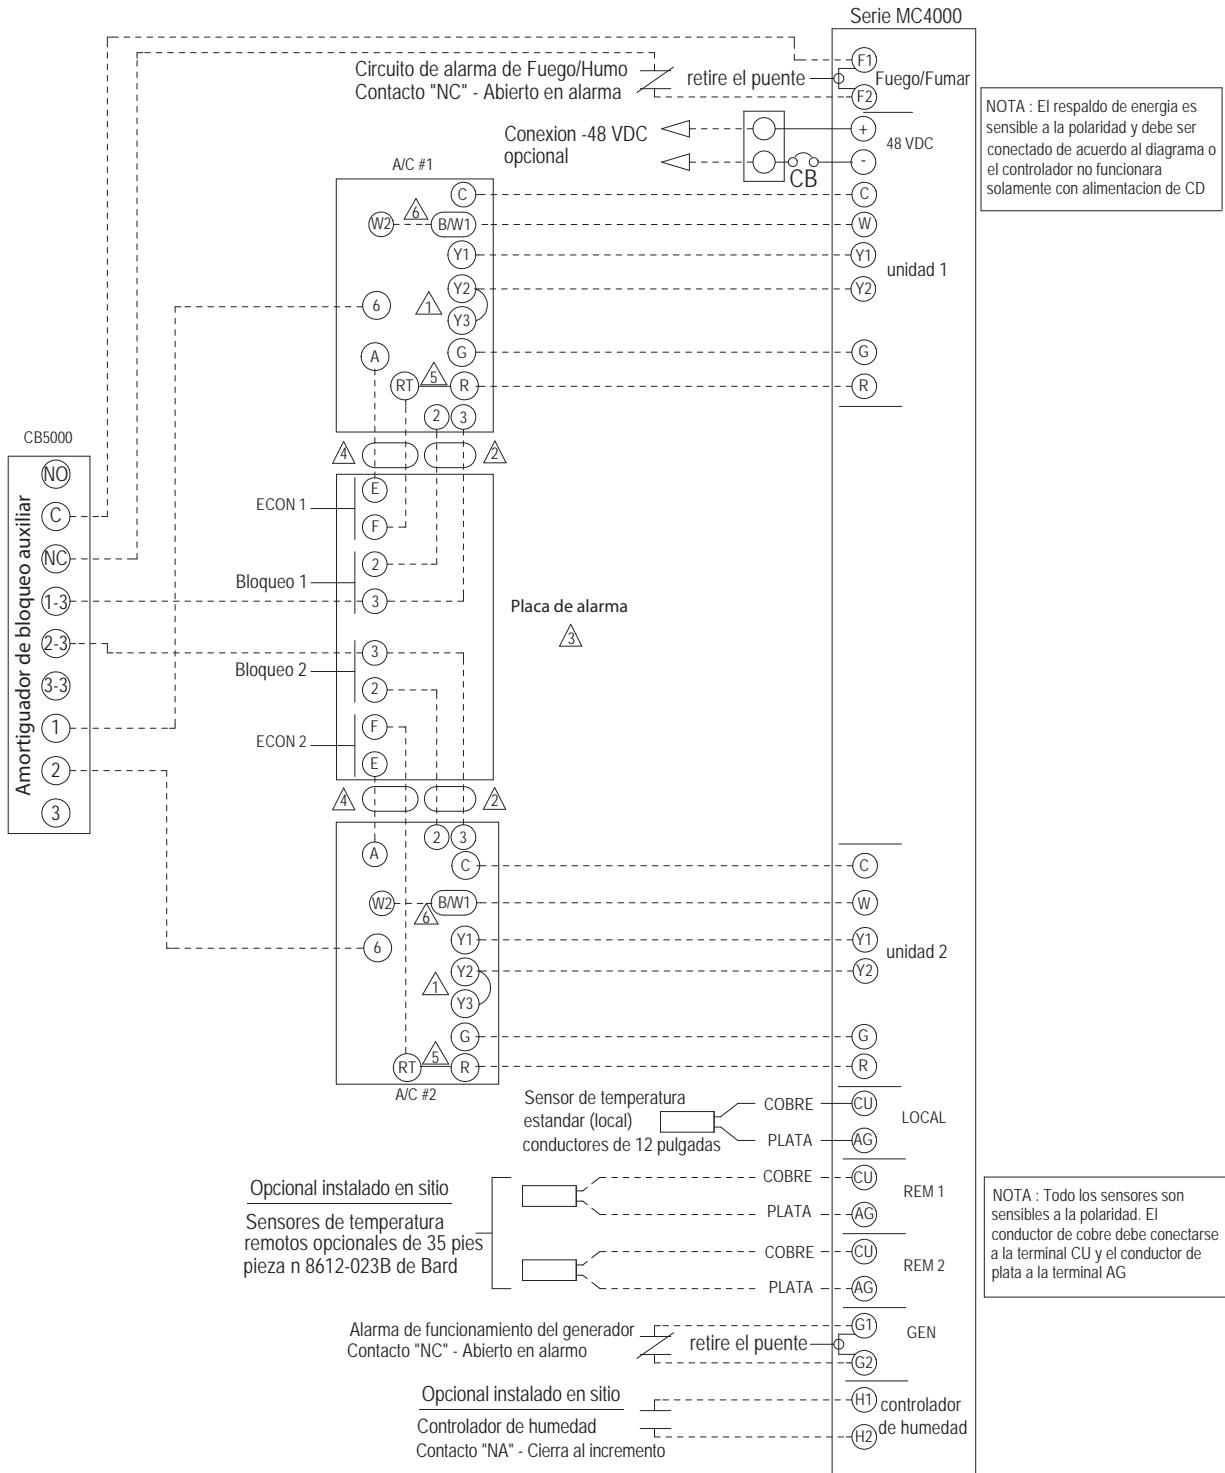 Serie MC4000
F1
Circuito de alarma de Fuego/Humo
Contacto "NC" - Abierto en alarma
retire el puente
Fuego/Fumar
F2
NOTA : El respaldo de energia es
sensible a la polaridad y debe ser
conectado de acuerdo al diagrama o
el controlador no funcionara
solamente con alimentacion de CD
Conexion -48 VDC
opcional
+
48 VDC
-
CB
A/C #1
C
C
W2
6
B/W1
W
Y1
Y1
unidad 1
Y2
Y2
6
1
Y3
A
G
G
RT
5
R
R
2
3
4
2
CB5000
Amortiguador de bloqueo auxiliar
NO
C
NC
1-3
2-3
3-3
1
2
3
E
ECON 1
F
2
Bloqueo 1
3
Placa de alarma
3
3
Bloqueo 2
2
F
ECON 2
E
4
2
2
3
A
C
C
W2
6
B/W1
W
6
Y1
Y1
unidad 2
Y2
Y2
1
Y3
G
G
RT
5
R
R
A/C #2
Sensor de temperatura
estandar (local)
conductores de 12 pulgadas
COBRE
CU
LOCAL
PLATA
AG
Opcional instalado en sitio
Sensores de temperatura
remotos opcionales de 35 pies
pieza n 8612-023B de Bard
COBRE
CU
REM 1
PLATA
AG
COBRE
CU
REM 2
PLATA
AG
NOTA : Todo los sensores son
sensibles a la polaridad. El
conductor de cobre debe conectarse
a la terminal CU y el conductor de
plata a la terminal AG
Alarma de funcionamiento del generador
Contacto "NC" - Abierto en alarmo
retire el puente
G1
GEN
G2
Opcional instalado en sitio
Controlador de humedad
Contacto "NA" - Cierra al incremento
H1
controlador
de humedad
H2